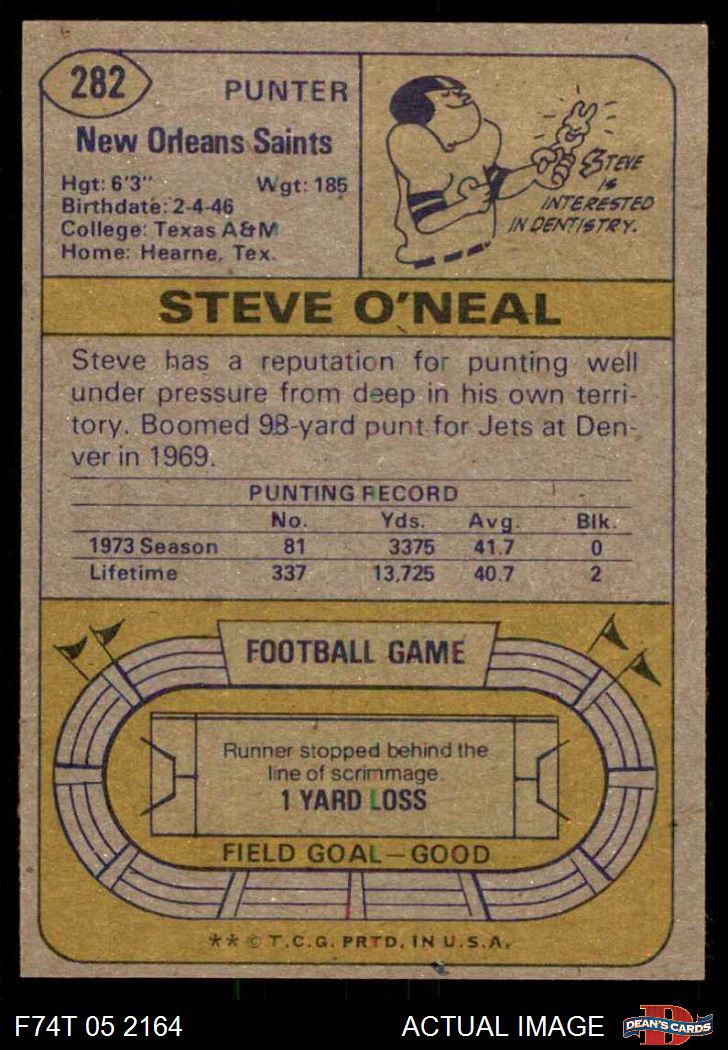 282
PUNTER
New Orleans Saints
Hgt: 6'3" Wgt: 185
Birthdate: 2-4-46
College: Texas A&M
Home: Hearne, Tex.
STEVE
IS
INTERESTED
IN DENTISTRY.
STEVE O'NEAL
Steve has a reputation for punting well
under pressure from deep in his own terri-
tory. Boomed 98-yard punt for Jets at Den-
ver in 1969.
PUNTING RECORD
No. Yds. Avg. Blk.
1973 Season 81 3375 41.7 0
Lifetime 337 13,725 40.7 2
FOOTBALL GAME
Runner stopped behind the
line of scrimmage.
1 YARD LOSS
FIELD GOAL—GOOD
** © T.C.G. PRTD. IN U.S.A.
F74T 05 2164 ACTUAL IMAGE
D
DEAN'S CARDS